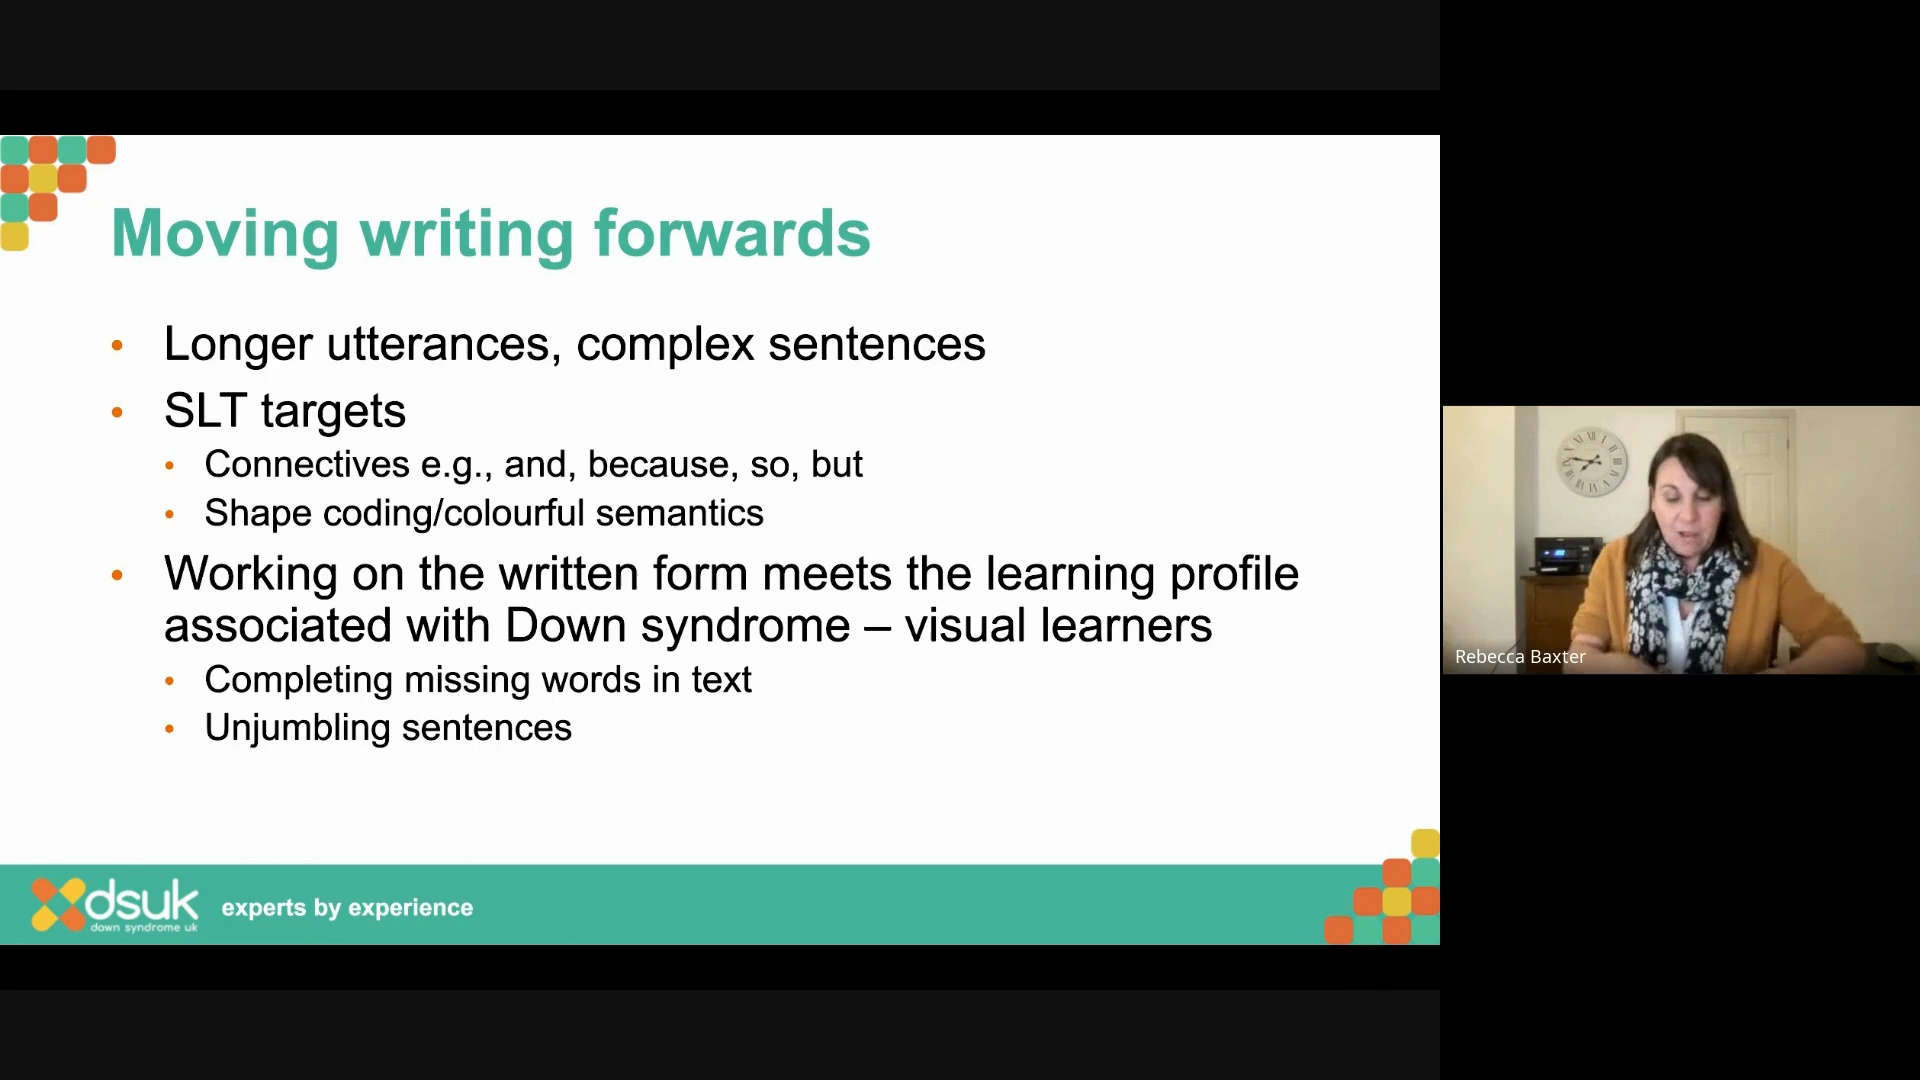 Moving writing forwards
• Longer utterances, complex sentences
• SLT targets
• Connectives e.g., and, because, so, but
• Shape coding/colourful semantics
• Working on the written form meets the learning profile
associated with Down syndrome – visual learners
• Completing missing words in text
• Unjumbling sentences
dsuk
down syndrome uk
experts by experience
Rebecca Baxter